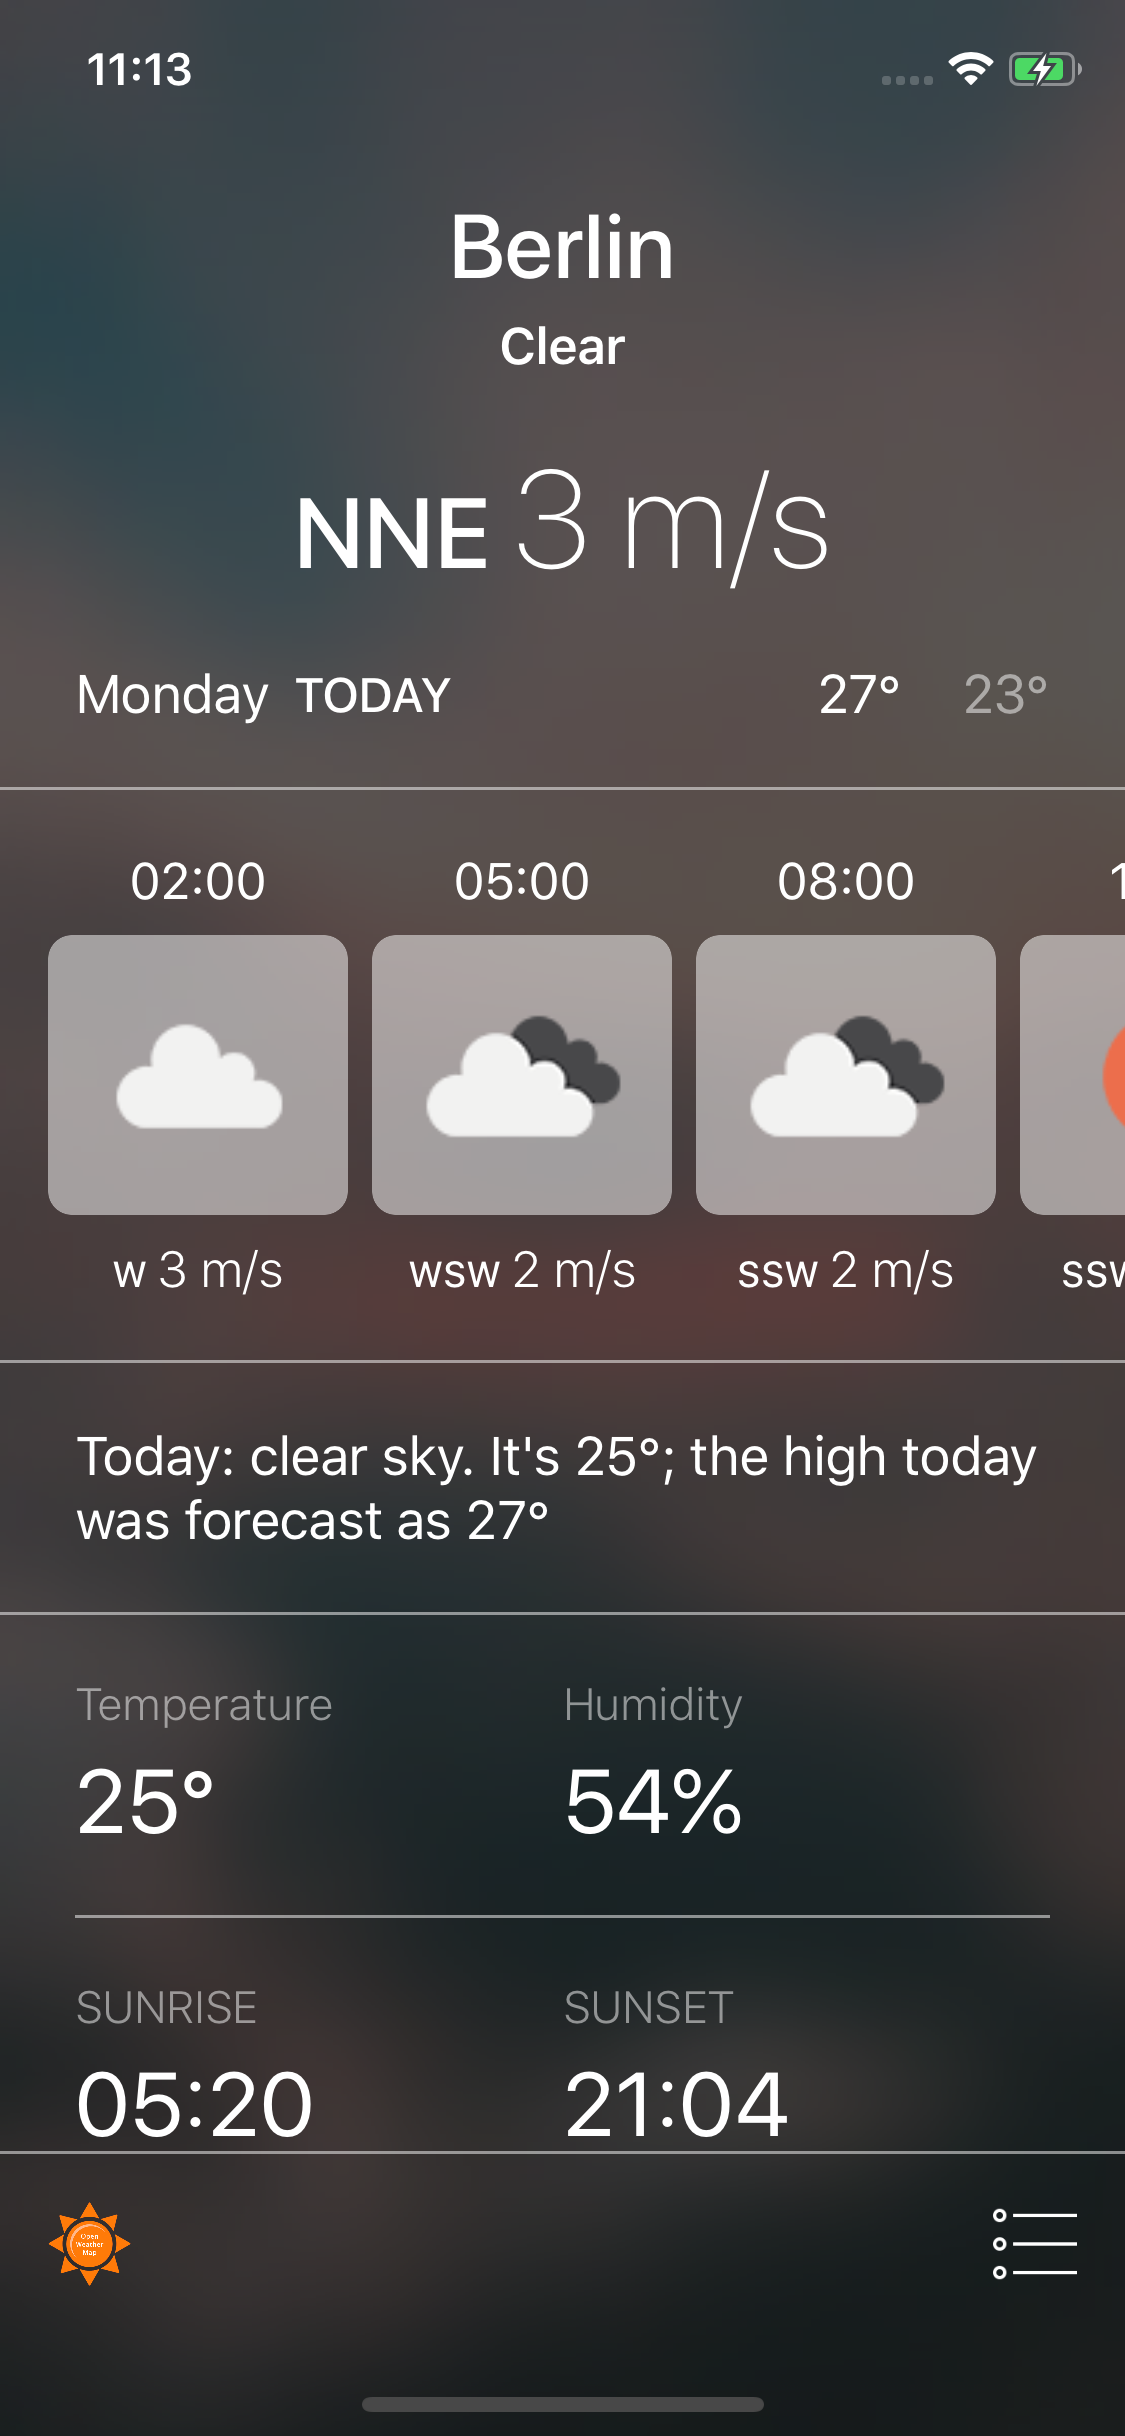 11:13
Berlin
Clear
NNE 3 m/s
Monday TODAY 27° 23°
02:00 05:00 08:00 1
w 3 m/s wsw 2 m/s ssw 2 m/s ssw
Today: clear sky. It's 25°; the high today
was forecast as 27°
Temperature Humidity
25° 54%
SUNRISE SUNSET
05:20 21:04
Open
Weather
Map